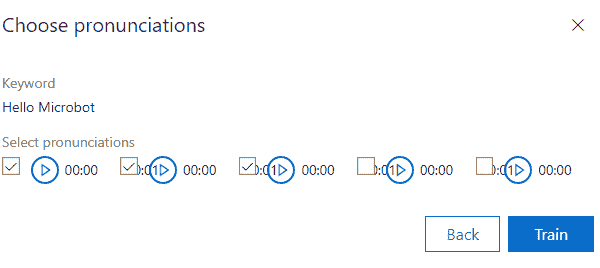 Choose pronunciations
Keyword
Hello Microbot
Select pronunciations
00:00 00:00 00:00 00:00 00:00
Back Train